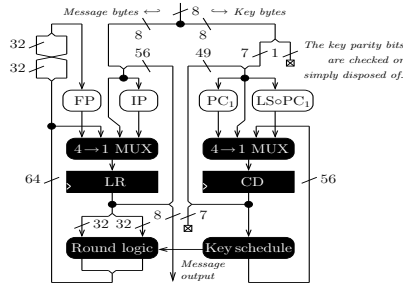 Message bytes 8 Key bytes
8 8
32 56 49 7 1
32
The key parity bits
are checked or
simply disposed of.
FP IP PC1 LS∘PC1
4→1 MUX 4→1 MUX
64 LR CD 56
32 32 8 7
Round logic Key schedule
Message
output